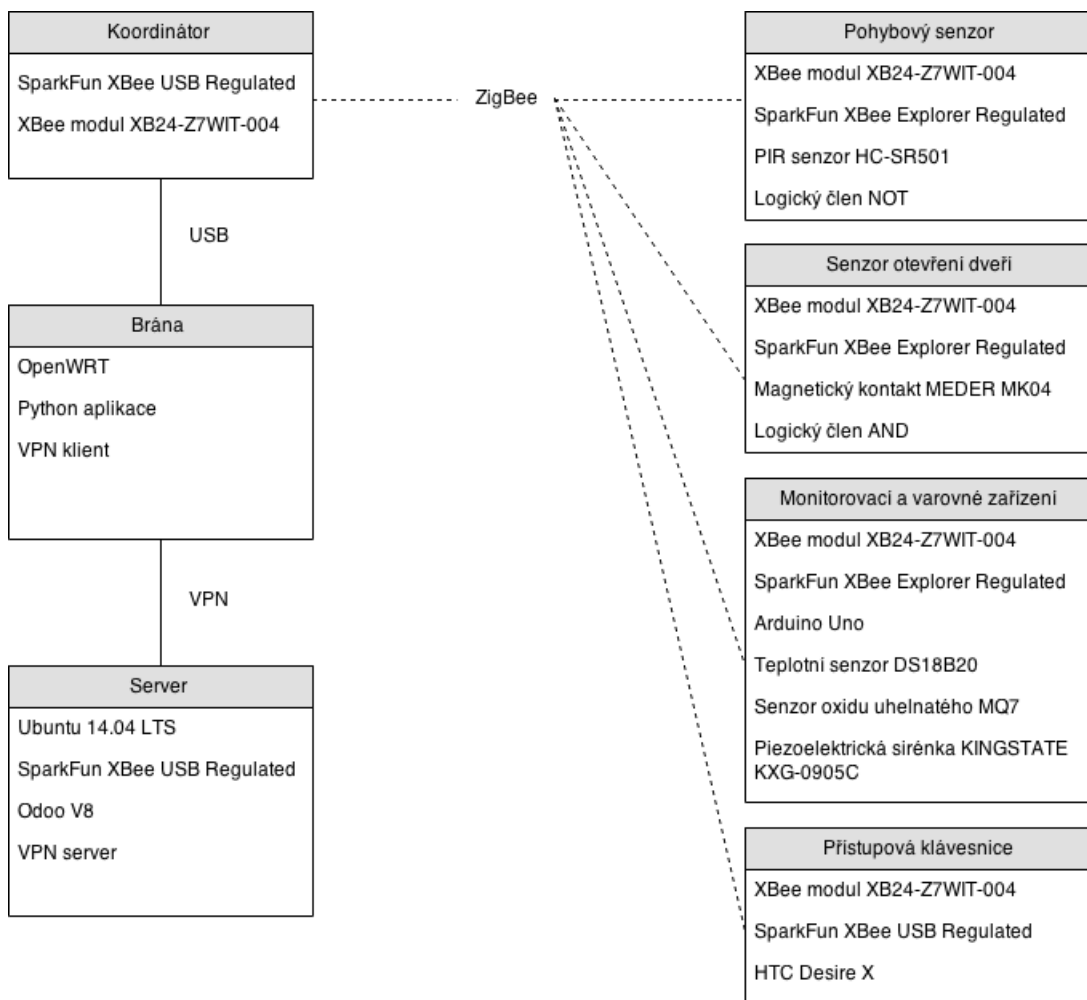 Koordinátor
SparkFun XBee USB Regulated
XBee modul XB24-Z7WIT-004
USB
Brána
OpenWRT
Python aplikace
VPN klient
VPN
Server
Ubuntu 14.04 LTS
SparkFun XBee USB Regulated
Odoo V8
VPN server
ZigBee
Pohybový senzor
XBee modul XB24-Z7WIT-004
SparkFun XBee Explorer Regulated
PIR senzor HC-SR501
Logický člen NOT
Senzor otevření dveří
XBee modul XB24-Z7WIT-004
SparkFun XBee Explorer Regulated
Magnetický kontakt MEDER MK04
Logický člen AND
Monitorovací a varovné zařízení
XBee modul XB24-Z7WIT-004
SparkFun XBee Explorer Regulated
Arduino Uno
Teplotní senzor DS18B20
Senzor oxidu uhelnatého MQ7
Piezoelektrická sirénka KINGSTATE
KXG-0905C
Přístupová klávesnice
XBee modul XB24-Z7WIT-004
SparkFun XBee USB Regulated
HTC Desire X